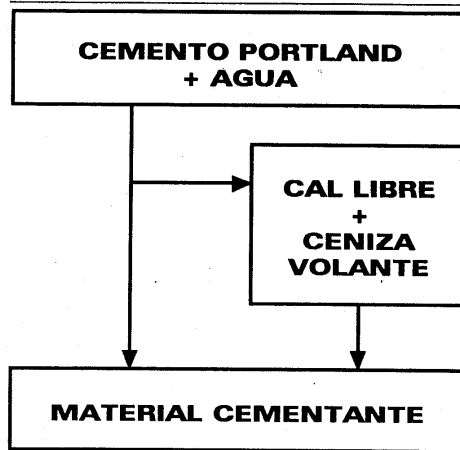 CEMENTO PORTLAND
+ AGUA
CAL LIBRE
+
CENIZA
VOLANTE
MATERIAL CEMENTANTE